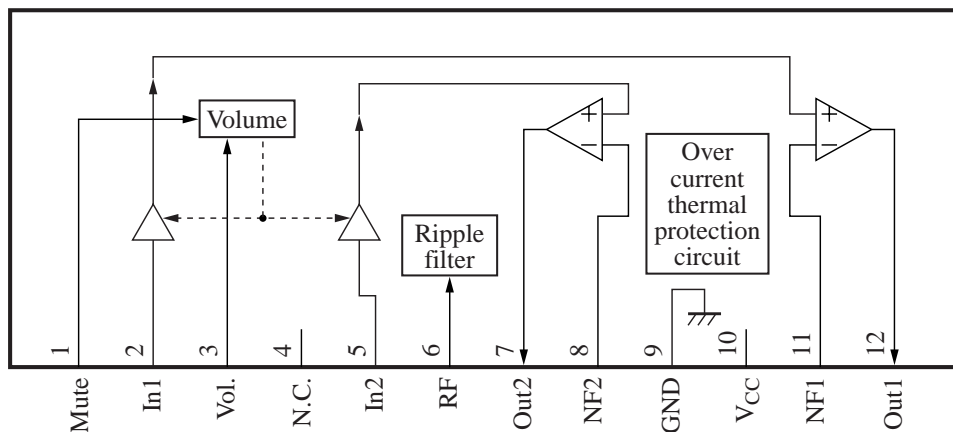 Volume
+
−
+
−
Over
current
thermal
protection
circuit
Ripple
filter
1
2
3
4
5
6
7
8
9
10
11
12
Mute
In1
Vol.
N.C.
In2
RF
Out2
NF2
GND
VCC
NF1
Out1